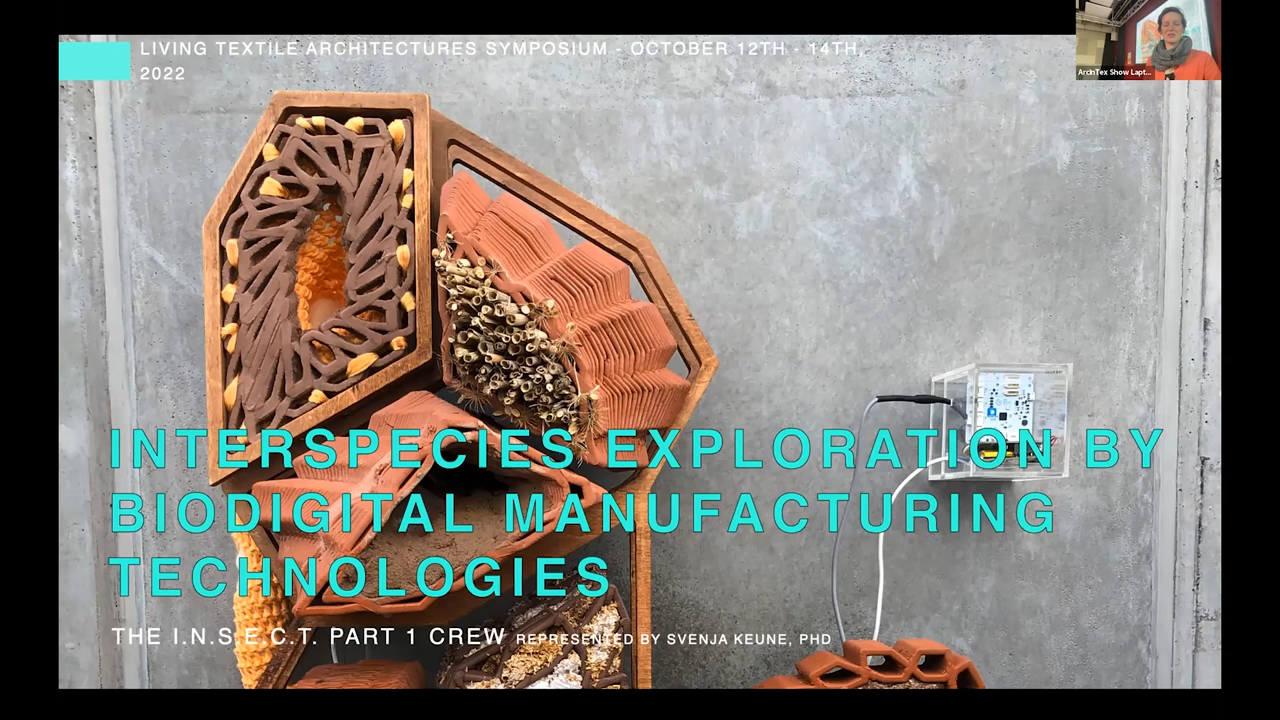 LIVING TEXTILE ARCHITECTURES SYMPOSIUM - OCTOBER 12TH - 14TH,
2022
ArcInTex Show Lapt...
INTERSPECIES EXPLORATION BY
BIODIGITAL MANUFACTURING
TECHNOLOGIES
THE I.N.S.E.C.T. PART 1 CREW REPRESENTED BY SVENJA KEUNE, PHD